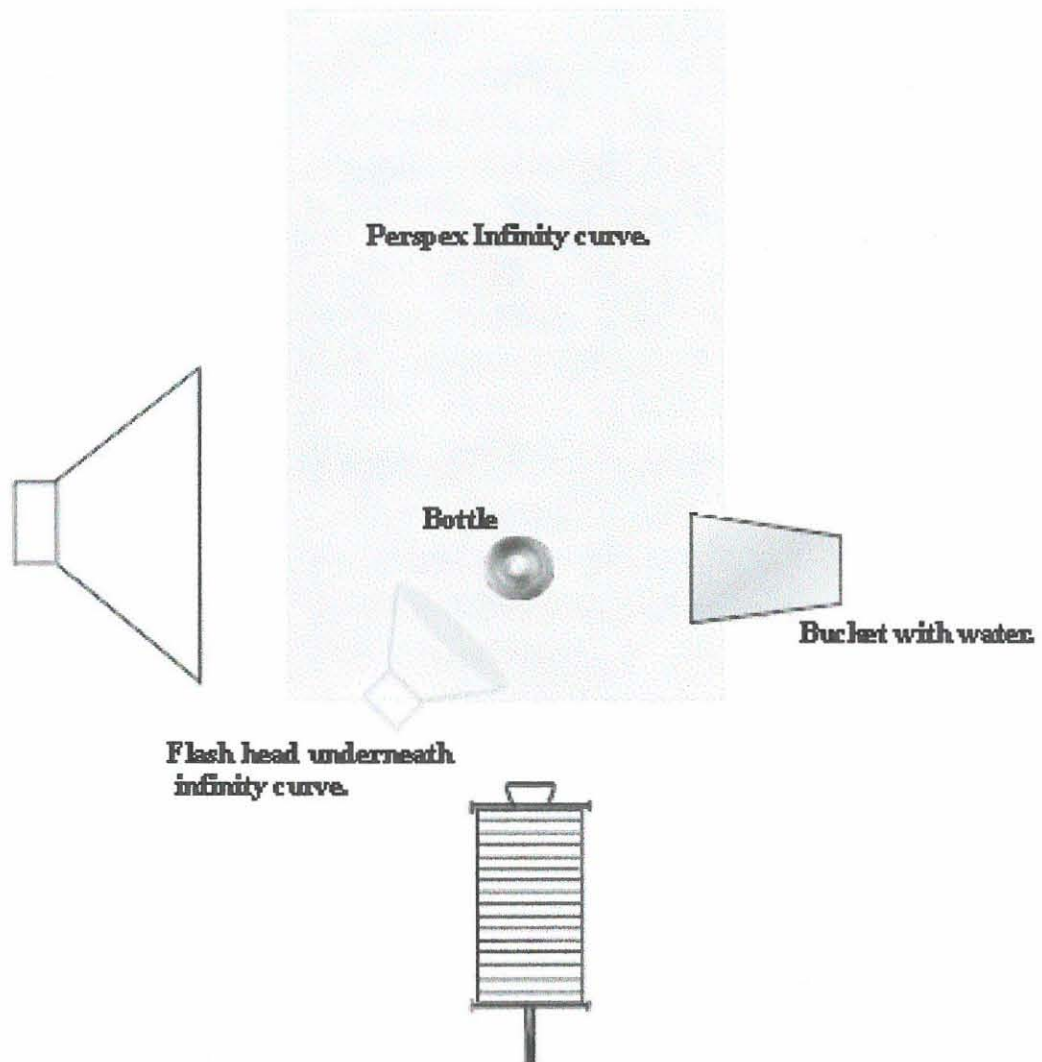 Perspex Infinity curve.
Bottle
Bucket with water.
Flash head underneath
infinity curve.